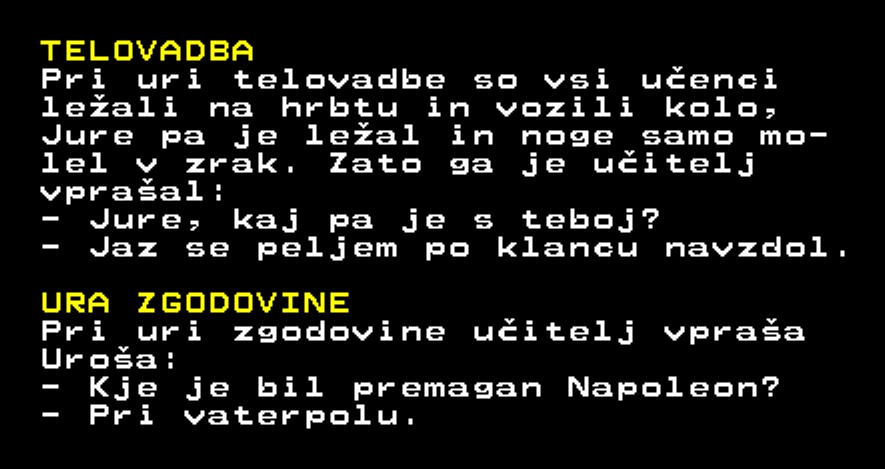 TELOVADBA
Pri uri telovadbe so vsi učenci
ležali na hrbtu in vozili kolo,
Jure pa je ležal in noge samo mo-
lel v zrak. Zato ga je učitelj
vprašal:
- Jure, kaj pa je s teboj?
- Jaz se peljem po klancu navzdol.
URA ZGODOVINE
Pri uri zgodovine učitelj vpraša
Uroša:
- Kje je bil premagan Napoleon?
- Pri vaterpolu.